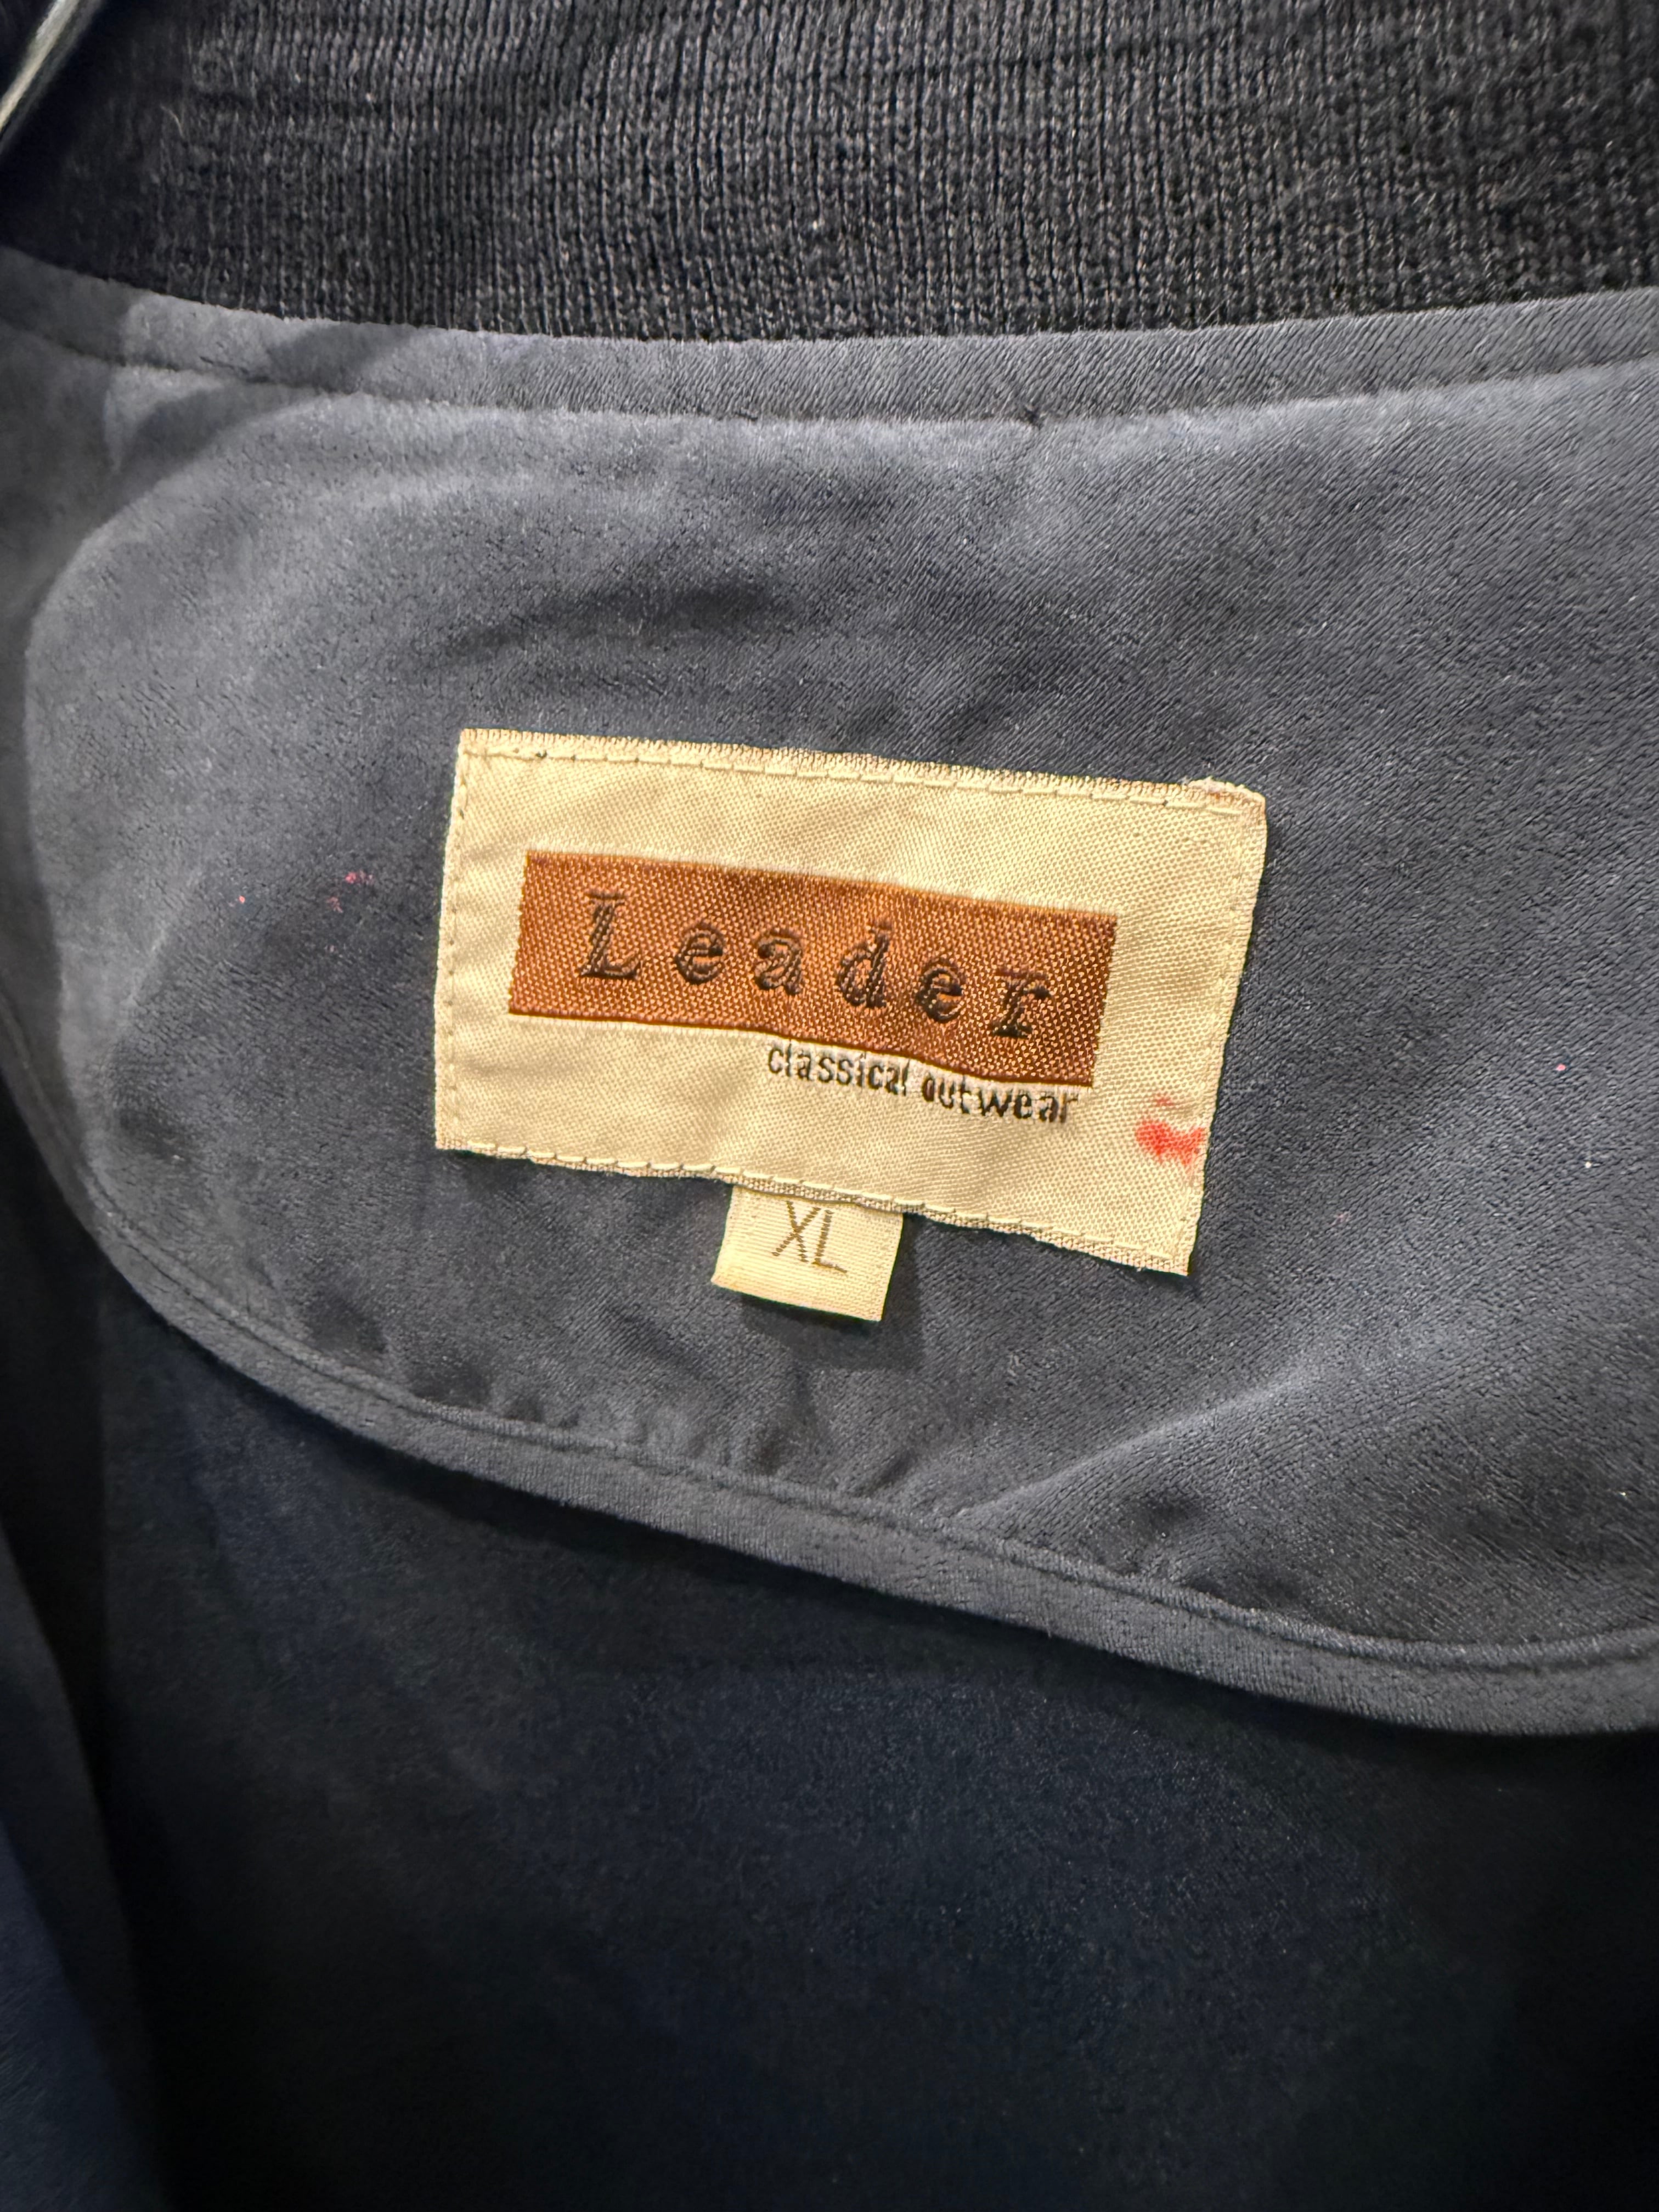 Leader
classical outwear
XL